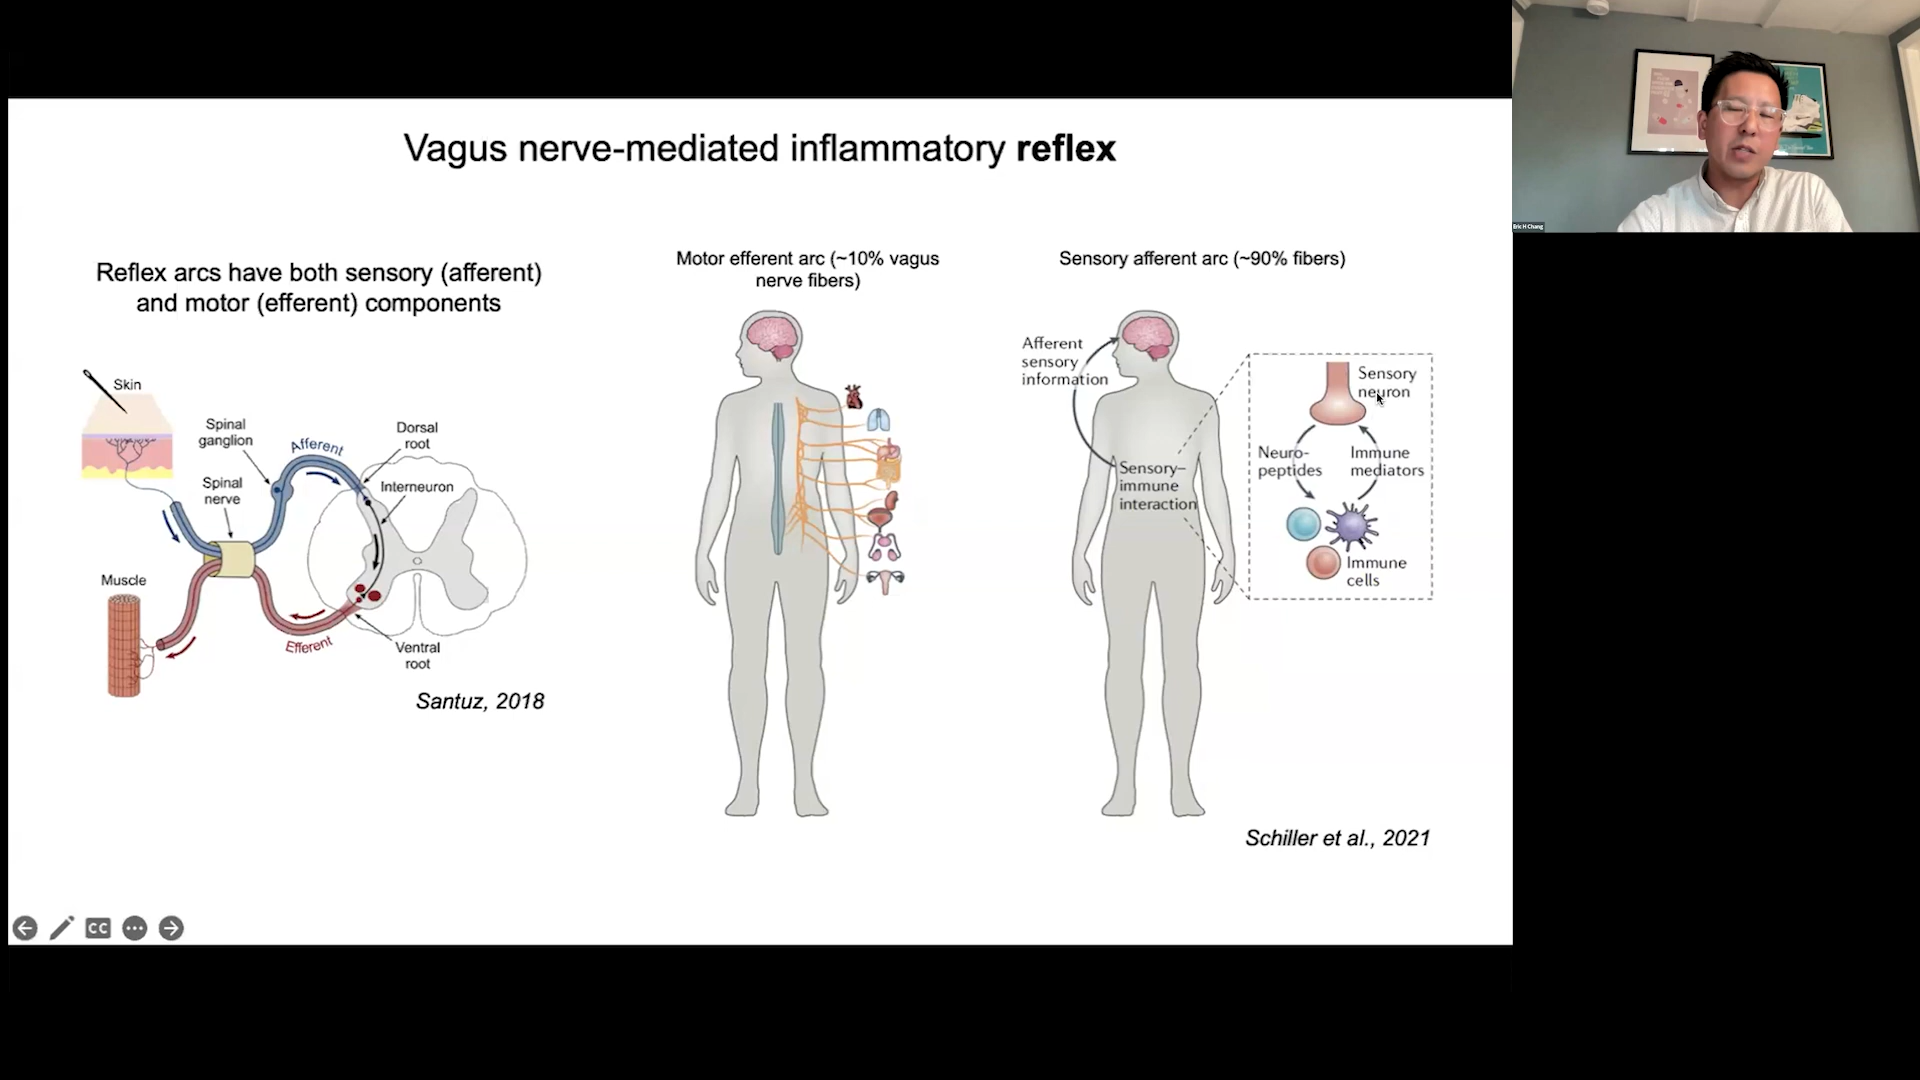 Vagus nerve-mediated inflammatory reflex
Reflex arcs have both sensory (afferent)
and motor (efferent) components
Skin
Spinal
ganglion
Afferent
Dorsal
root
Spinal
nerve
Interneuron
Muscle
Efferent
Ventral
root
Santuz, 2018
Motor efferent arc (~10% vagus
nerve fibers)
Sensory afferent arc (~90% fibers)
Afferent
sensory
information
Sensory–
immune
interaction
Sensory
neuron
Neuro-
peptides
Immune
mediators
Immune
cells
Schiller et al., 2021
CC
Eric H Chang